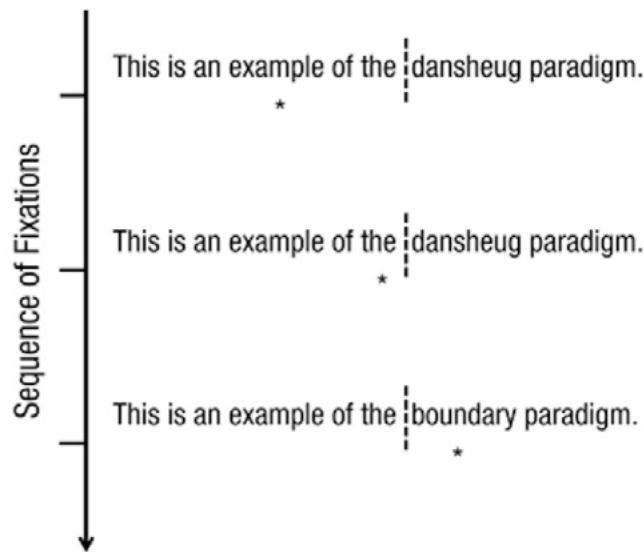 Sequence of Fixations
This is an example of the dansheug paradigm.
*
This is an example of the dansheug paradigm.
*
This is an example of the boundary paradigm.
*